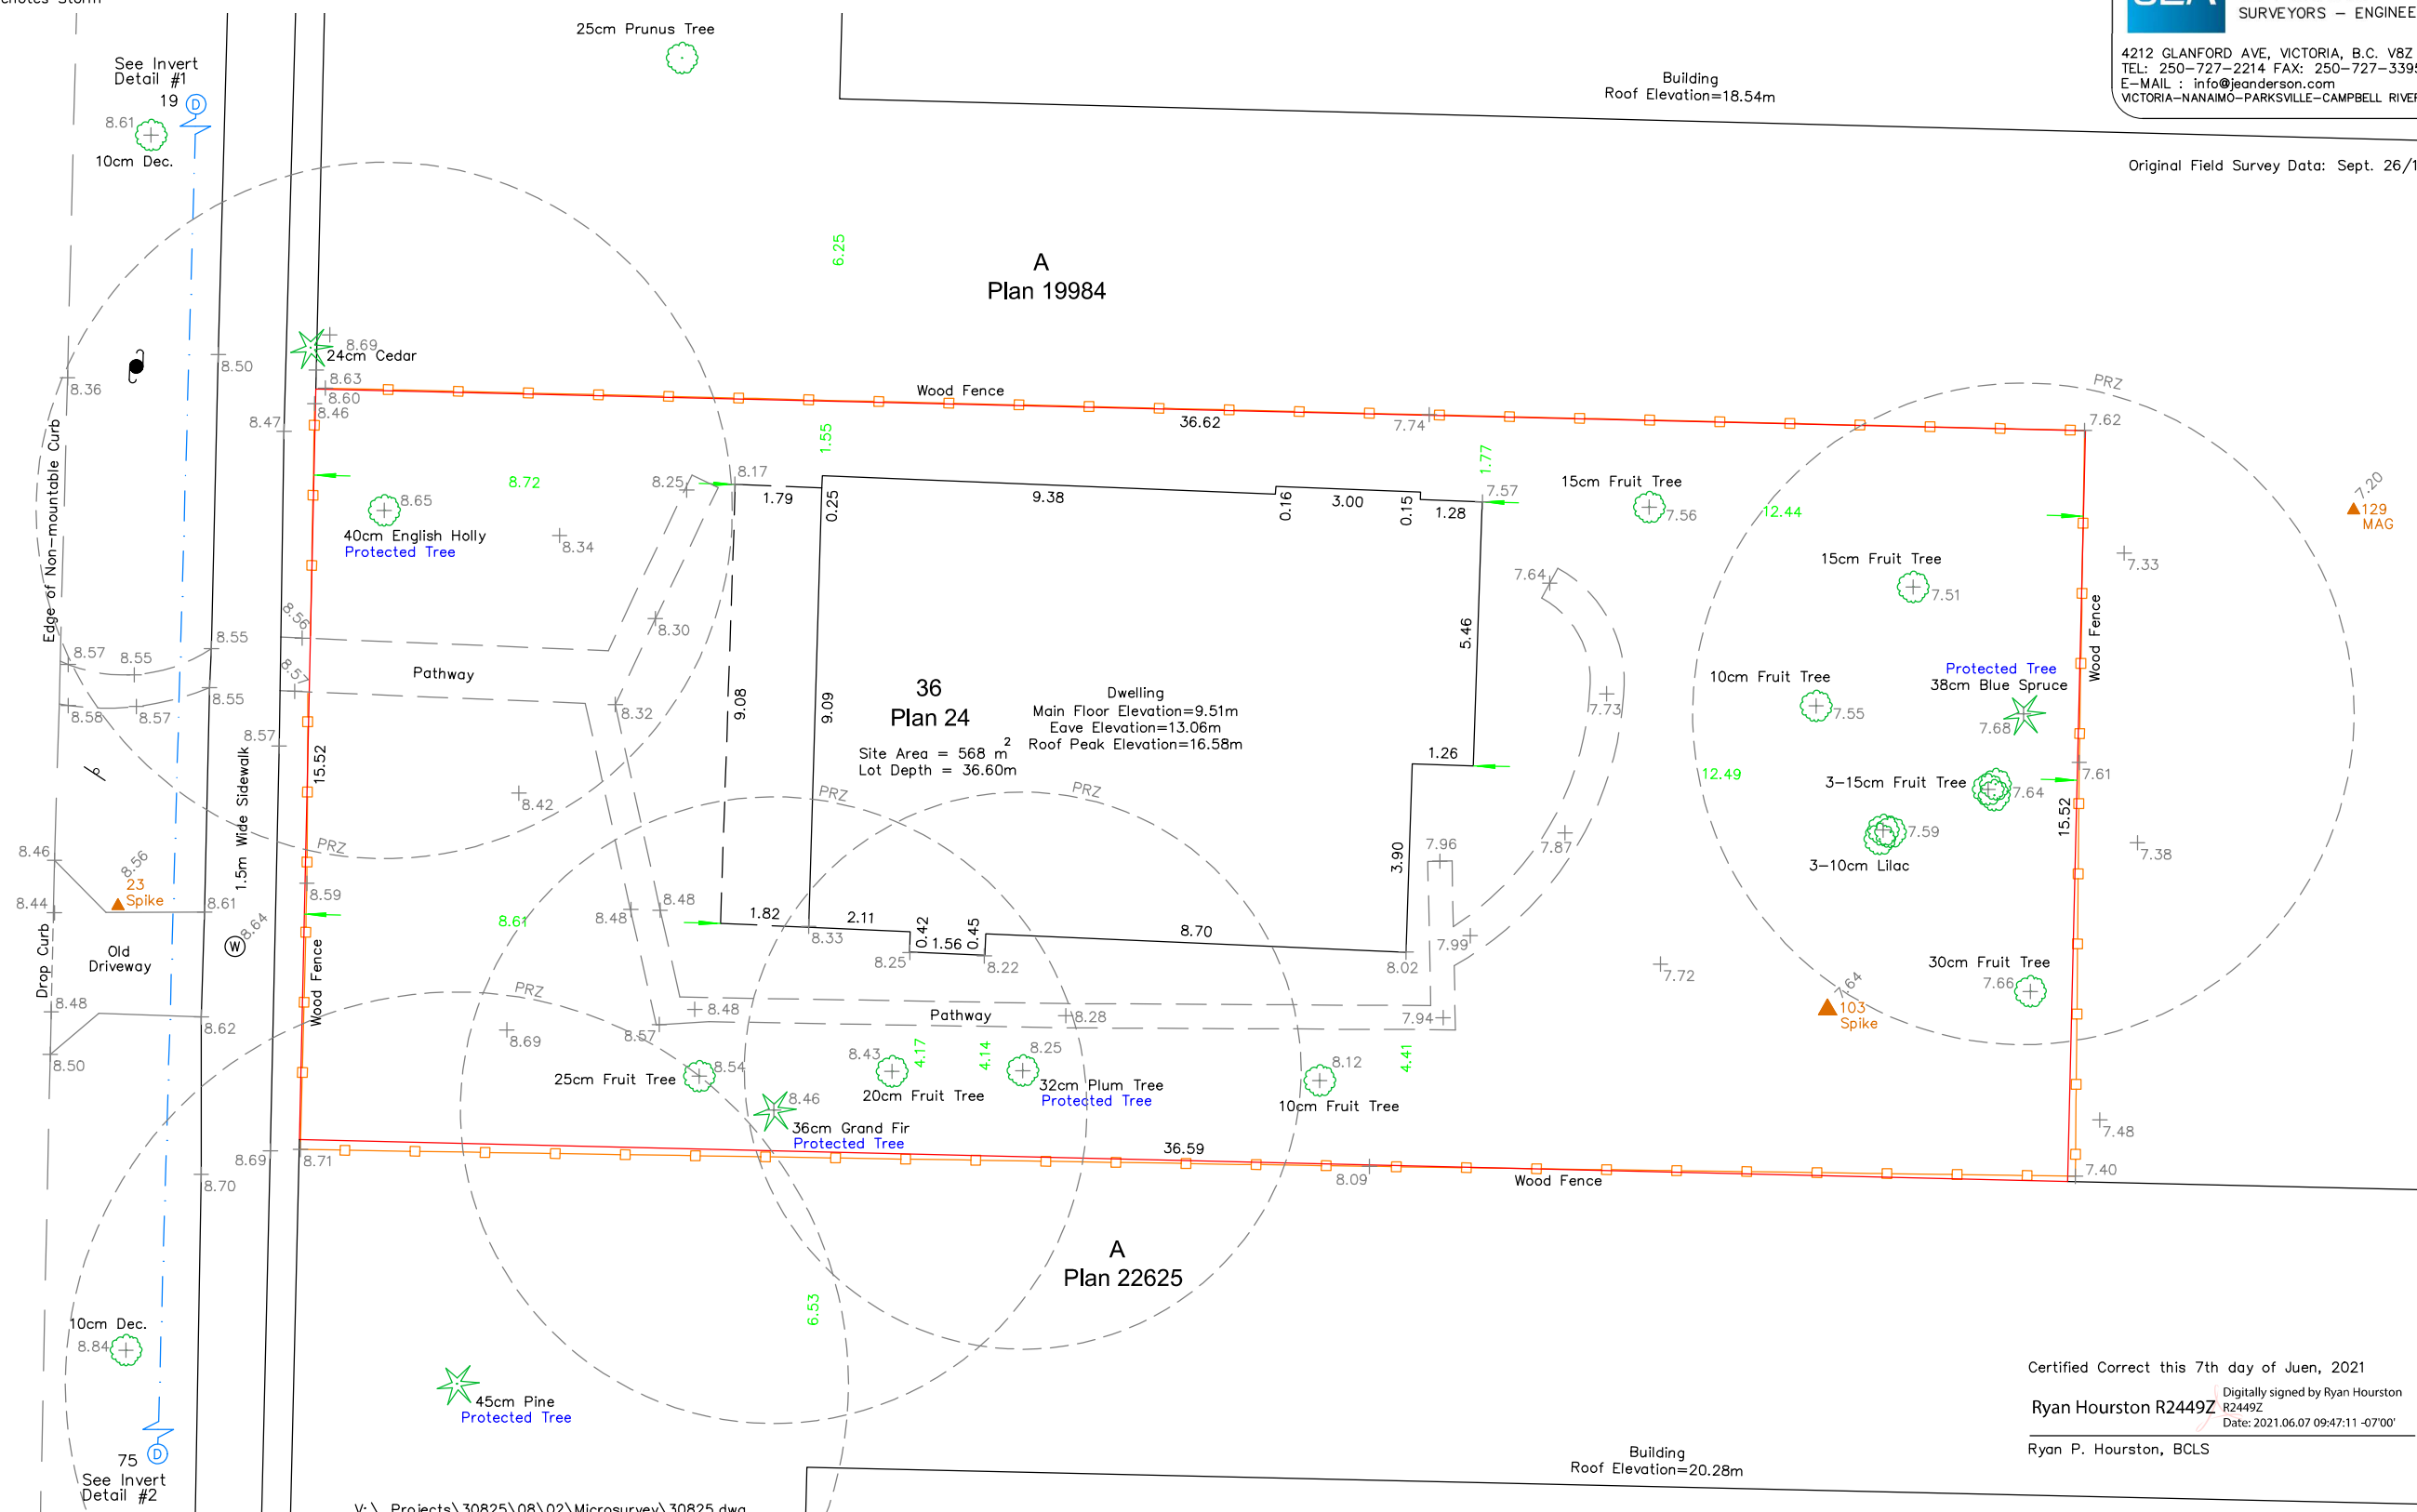 SURVEYORS - ENGINEE
4212 GLANFORD AVE, VICTORIA, B.C. V8Z
TEL: 250-727-2214 FAX: 250-727-339
E-MAIL : info@jeanderson.com
VICTORIA-NANAIMO-PARKSVILLE-CAMPBELL RIVER
Original Field Survey Data: Sept. 26/1
25cm Prunus Tree
Building
Roof Elevation=18.54m
See Invert
Detail #1
19
D
8.61
10cm Dec.
6.25
A
Plan 19984
8.69
24cm Cedar
8.63
8.60
8.46
8.50
8.36
8.47
Wood Fence
36.62
7.74
PRZ
7.62
Edge of Non-mountable Curb
8.72
1.55
8.25
8.17
1.79
0.25
9.38
0.16
3.00
0.15
1.28
1.77
7.57
15cm Fruit Tree
7.56
12.44
7.20
129
MAG
8.65
40cm English Holly
Protected Tree
8.34
7.33
15cm Fruit Tree
7.51
7.64
8.56
8.55
8.30
5.46
Wood Fence
8.57
8.55
8.57
Pathway
8.55
8.58
8.57
8.32
9.08
9.09
36
Plan 24
Site Area = 568 m2
Lot Depth = 36.60m
Dwelling
Main Floor Elevation=9.51m
Eave Elevation=13.06m
Roof Peak Elevation=16.58m
7.73
10cm Fruit Tree
7.55
Protected Tree
38cm Blue Spruce
7.68
8.57
15.52
1.5m Wide Sidewalk
1.26
12.49
7.61
3-15cm Fruit Tree
7.64
PRZ
PRZ
8.42
PRZ
15.52
7.59
3-10cm Lilac
7.38
8.46
8.56
23
Spike
8.44
8.61
8.59
3.90
7.96
7.87
8.64
W
8.61
8.48
8.48
1.82
2.11
0.42
1.56
0.45
8.70
8.33
8.25
8.22
8.02
7.99
7.72
30cm Fruit Tree
7.66
Old
Driveway
Drop Curb
Wood Fence
8.48
8.62
8.50
PRZ
8.69
8.57
8.48
Pathway
8.28
7.94
7.64
103
Spike
25cm Fruit Tree
8.54
8.43
4.17
20cm Fruit Tree
4.14
8.25
32cm Plum Tree
Protected Tree
8.12
10cm Fruit Tree
4.41
8.46
36cm Grand Fir
Protected Tree
7.48
36.59
8.69
8.71
8.70
8.09
Wood Fence
7.40
A
Plan 22625
6.53
10cm Dec.
8.84
45cm Pine
Protected Tree
75
D
See Invert
Detail #2
Building
Roof Elevation=20.28m
Certified Correct this 7th day of Juen, 2021
Ryan Hourston R2449Z
Digitally signed by Ryan Hourston
R2449Z
Date: 2021.06.07 09:47:11 -07'00'
Ryan P. Hourston, BCLS